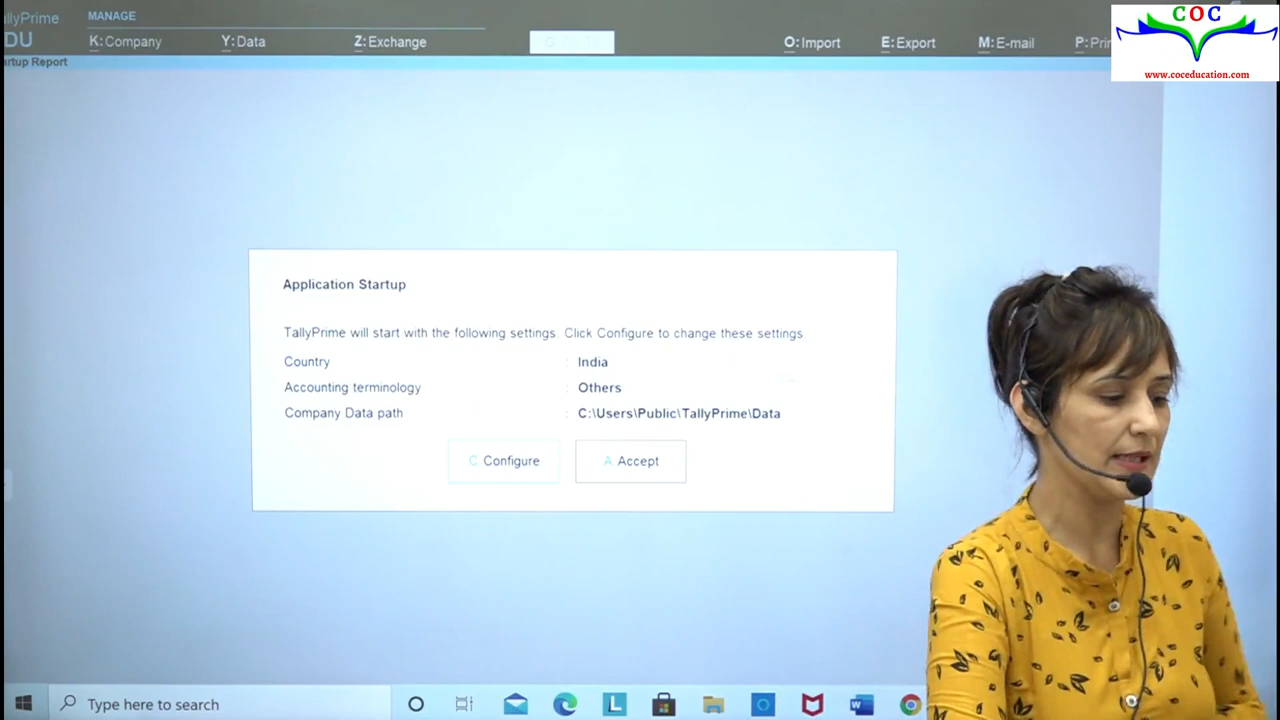 llyPrime
MANAGE
DU
K:Company
Y:Data
Z:Exchange
O:Import
E:Export
M:E-mail
P:Prin
rtup Report
COC
www.coceducation.com
Application Startup
TallyPrime will start with the following settings. Click Configure to change these settings.
Country : India
Accounting terminology : Others
Company Data path : C:\Users\Public\TallyPrime\Data
C Configure
A Accept
Type here to search